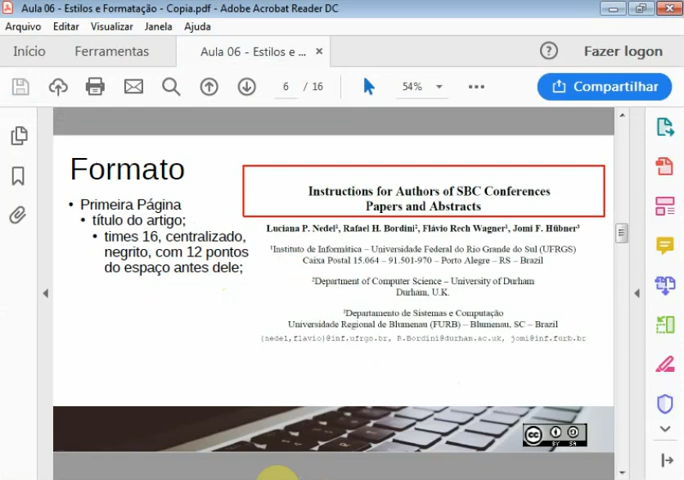 Aula 06 - Estilos e Formatação - Copia.pdf - Adobe Acrobat Reader DC
Arquivo Editar Visualizar Janela Ajuda
Início Ferramentas Aula 06 - Estilos e ... × Fazer logon
6 / 16 54% Compartilhar
Formato
• Primeira Página
• título do artigo;
• times 16, centralizado,
negrito, com 12 pontos
do espaço antes dele;
Instructions for Authors of SBC Conferences
Papers and Abstracts
Luciana P. Nedel¹, Rafael H. Bordini², Flávio Rech Wagner¹, Jomi F. Hübner³
¹Instituto de Informática – Universidade Federal do Rio Grande do Sul (UFRGS)
Caixa Postal 15.064 – 91.501-970 – Porto Alegre – RS – Brazil
²Department of Computer Science – University of Durham
Durham, U.K.
³Departamento de Sistemas e Computação
Universidade Regional de Blumenau (FURB) – Blumenau, SC – Brazil
{nedel,flavio}@inf.ufrgs.br, R.Bordini@durham.ac.uk, jomi@inf.furb.br
cc BY SA